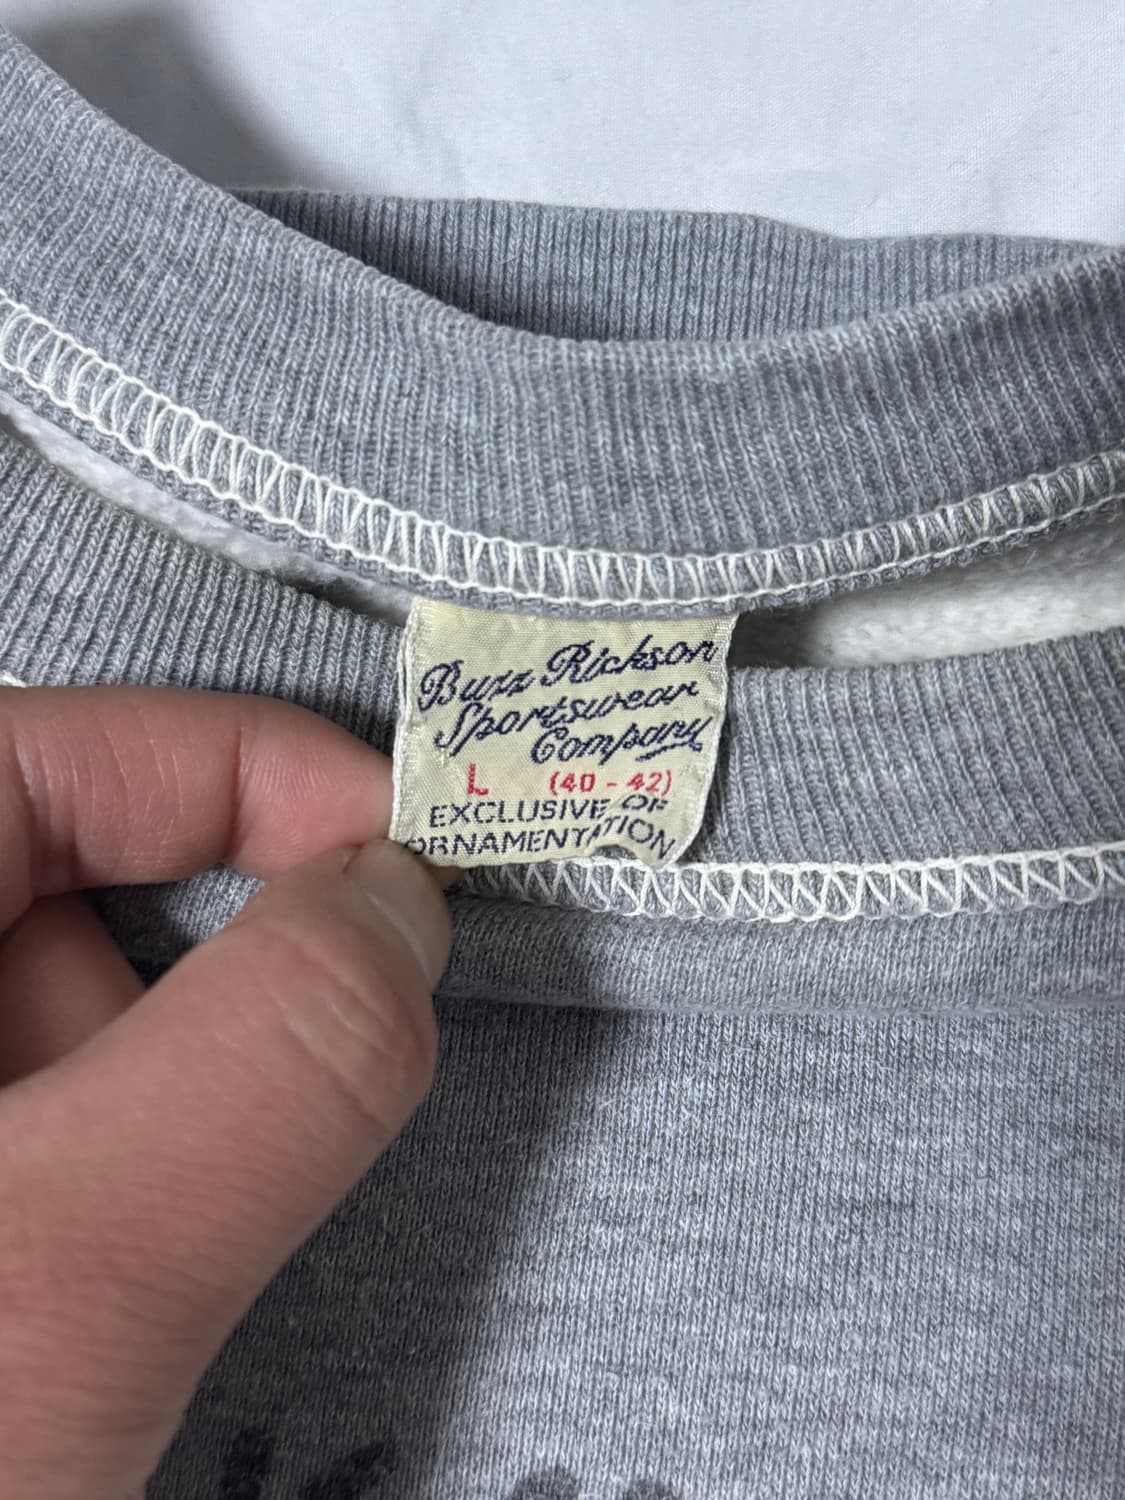 Buzz Rickson
Sportswear
Company
L (40 - 42)
EXCLUSIVE OF
ORNAMENTATION